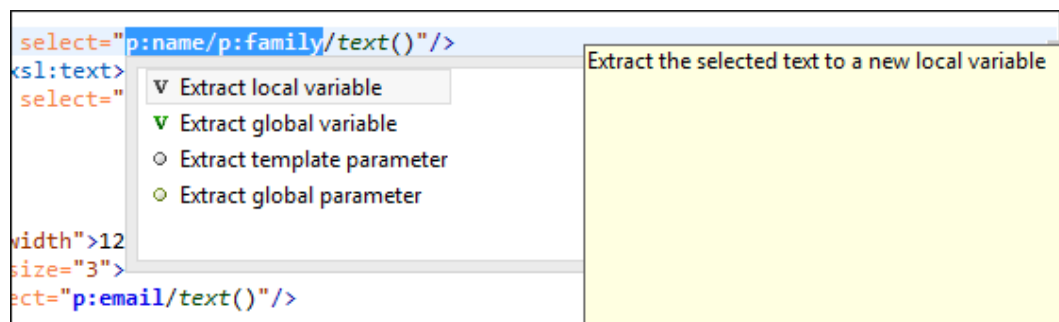 select="p:name/p:family/text()"/>
xsl:text>
select="
Extract local variable
Extract global variable
Extract template parameter
Extract global parameter
Extract the selected text to a new local variable
width">12
size="3">
ect="p:email/text()"/>